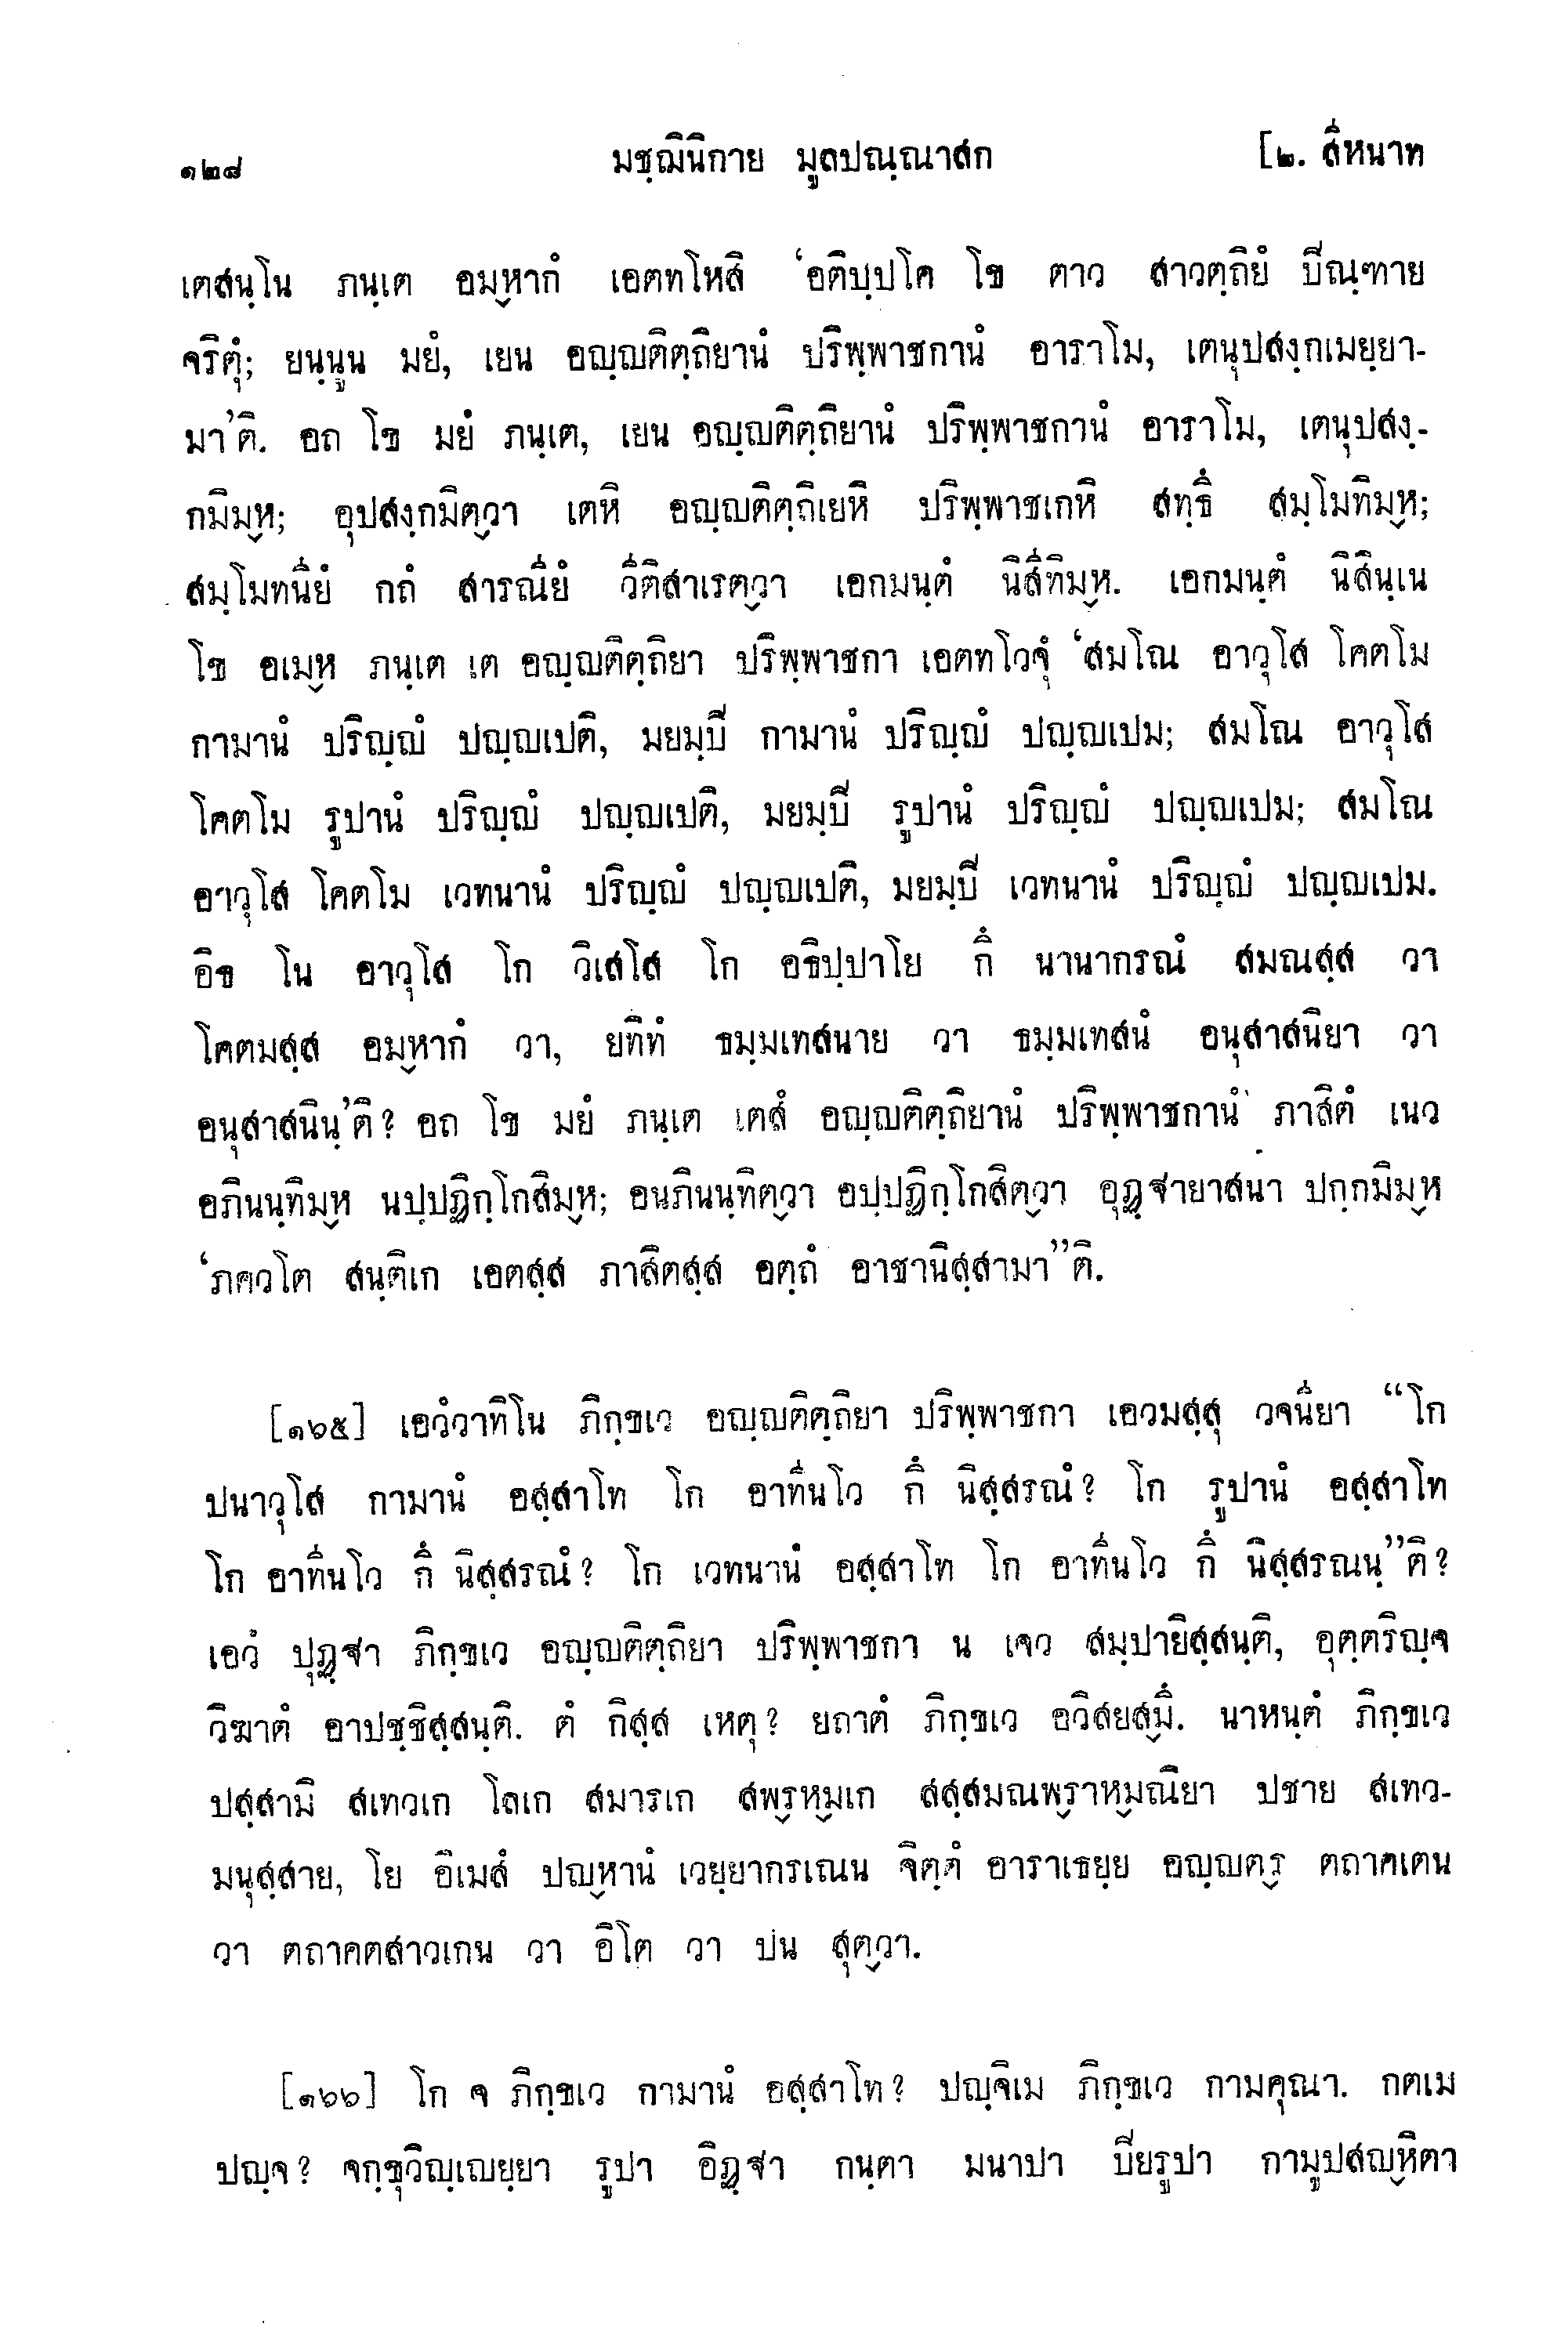 ๑๒๘ มชฺฌินิกาย มูลปณฺณาสก [๒. สีหนาท
เตสนฺโน ภนฺเต อมฺหากํ เอตทโหสิ ‘อติปฺปโค โข ตาว สาวตฺถิยํ ปิณฺฑาย
จริตุํ; ยนฺนูน มยํ, เยน อญฺญติตฺถิยานํ ปริพฺพาชกานํ อาราโม, เตนุปสงฺกเมยฺยา-
มา’ติ. อถ โข มยํ ภนฺเต, เยน อญฺญติตฺถิยานํ ปริพฺพาชกานํ อาราโม, เตนุปสงฺ-
กมิมฺห; อุปสงฺกมิตฺวา เตหิ อญฺญติตฺถิเยหิ ปริพฺพาชเกหิ สทฺธึ สมฺโมทิมฺห;
สมฺโมทนียํ กถํ สารณียํ วีติสาเรตฺวา เอกมนฺตํ นิสีทิมฺห. เอกมนฺตํ นิสินฺเน
โข อเมฺห ภนฺเต เต อญฺญติตฺถิยา ปริพฺพาชกา เอตทโวจุํ ‘สมโณ อาวุโส โคตโม
กามานํ ปริญฺญํ ปญฺญเปติ, มยมฺปิ กามานํ ปริญฺญํ ปญฺญเปม; สมโณ อาวุโส
โคตโม รูปานํ ปริญฺญํ ปญฺญเปติ, มยมฺปิ รูปานํ ปริญฺญํ ปญฺญเปม; สมโณ
อาวุโส โคตโม เวทนานํ ปริญฺญํ ปญฺญเปติ, มยมฺปิ เวทนานํ ปริญฺญํ ปญฺญเปม.
อิธ โน อาวุโส โก วิเสโส โก อธิปฺปาโย กึ นานากรณํ สมณสฺส วา
โคตมสฺส อมฺหากํ วา, ยทิทํ ธมฺมเทสนาย วา ธมฺมเทสนํ อนุสาสนิยา วา
อนุสาสนินฺ’ติ? อถ โข มยํ ภนฺเต เตสํ อญฺญติตฺถิยานํ ปริพฺพาชกานํ ภาสิตํ เนว
อภินนฺทิมฺห นปฺปฏิกฺโกสิมฺห; อนภินนฺทิตฺวา อปฺปฏิกฺโกสิตฺวา อุฏฺฐายาสนา ปกฺกมิมฺห
‘ภควโต สนฺติเก เอตสฺส ภาสิตสฺส อตฺถํ อาชานิสฺสามา”ติ.
[๑๖๕] เอวํวาทิโน ภิกฺขเว อญฺญติตฺถิยา ปริพฺพาชกา เอวมสฺสุ วจนียา “โก
ปนาวุโส กามานํ อสฺสาโท โก อาทีนโว กึ นิสฺสรณํ? โก รูปานํ อสฺสาโท
โก อาทีนโว กึ นิสฺสรณํ? โก เวทนานํ อสฺสาโท โก อาทีนโว กึ นิสฺสรณนฺ”ติ?
เอวํ ปุฏฺฐา ภิกฺขเว อญฺญติตฺถิยา ปริพฺพาชกา น เจว สมฺปายิสฺสนฺติ, อุตฺตริญฺจ
วิฆาตํ อาปชฺชิสฺสนฺติ. ตํ กิสฺส เหตุ? ยถาตํ ภิกฺขเว อวิสยสฺมึ. นาหนฺตํ ภิกฺขเว
ปสฺสามิ สเทวเก โลเก สมารเก สพฺรหฺมเก สสฺสมณพฺราหฺมณิยา ปชาย สเทว-
มนุสฺสาย, โย อิเมสํ ปญฺหานํ เวยฺยากรเณน จิตฺตํ อาราเธยฺย อญฺญตฺร ตถาคเตน
วา ตถาคตสาวเกน วา อิโต วา ปน สุตฺวา.
[๑๖๖] โก จ ภิกฺขเว กามานํ อสฺสาโท? ปญฺจิเม ภิกฺขเว กามคุณา. กตเม
ปญฺจ? จกฺขุวิญฺเญยฺยา รูปา อิฏฺฐา กนฺตา มนาปา ปิยรูปา กามูปสญฺหิตา